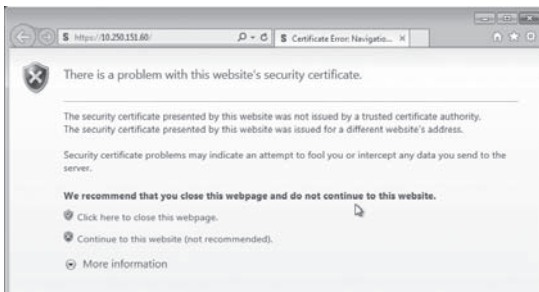 https://10.250.151.60/
Certificate Error: Navigatio...
There is a problem with this website's security certificate.
The security certificate presented by this website was not issued by a trusted certificate authority.
The security certificate presented by this website was issued for a different website's address.
Security certificate problems may indicate an attempt to fool you or intercept any data you send to the
server.
We recommend that you close this webpage and do not continue to this website.
Click here to close this webpage.
Continue to this website (not recommended).
More information